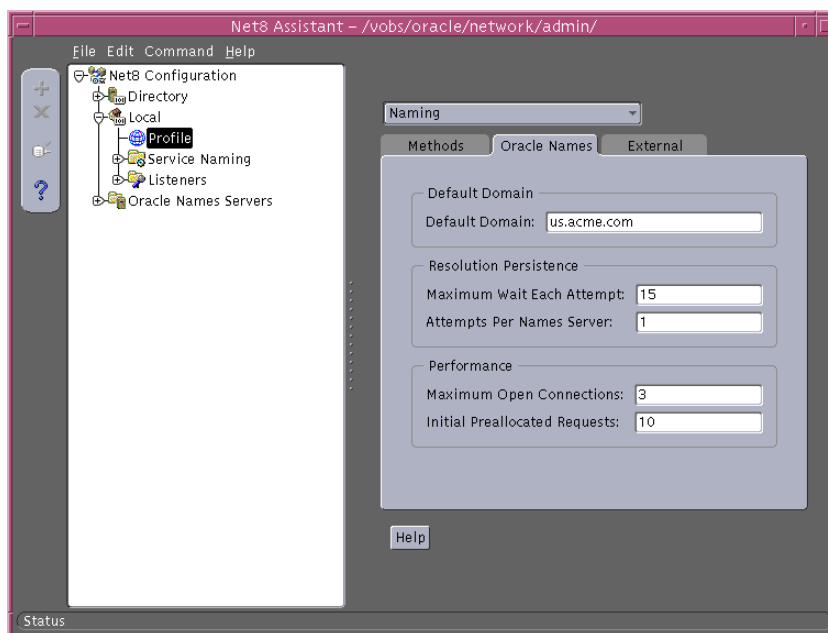 Net8 Assistant – /vobs/oracle/network/admin/
File Edit Command Help
Net8 Configuration
Directory
Local
Profile
Service Naming
Listeners
Oracle Names Servers
Naming
Methods Oracle Names External
Default Domain
Default Domain: us.acme.com
Resolution Persistence
Maximum Wait Each Attempt: 15
Attempts Per Names Server: 1
Performance
Maximum Open Connections: 3
Initial Preallocated Requests: 10
Help
Status